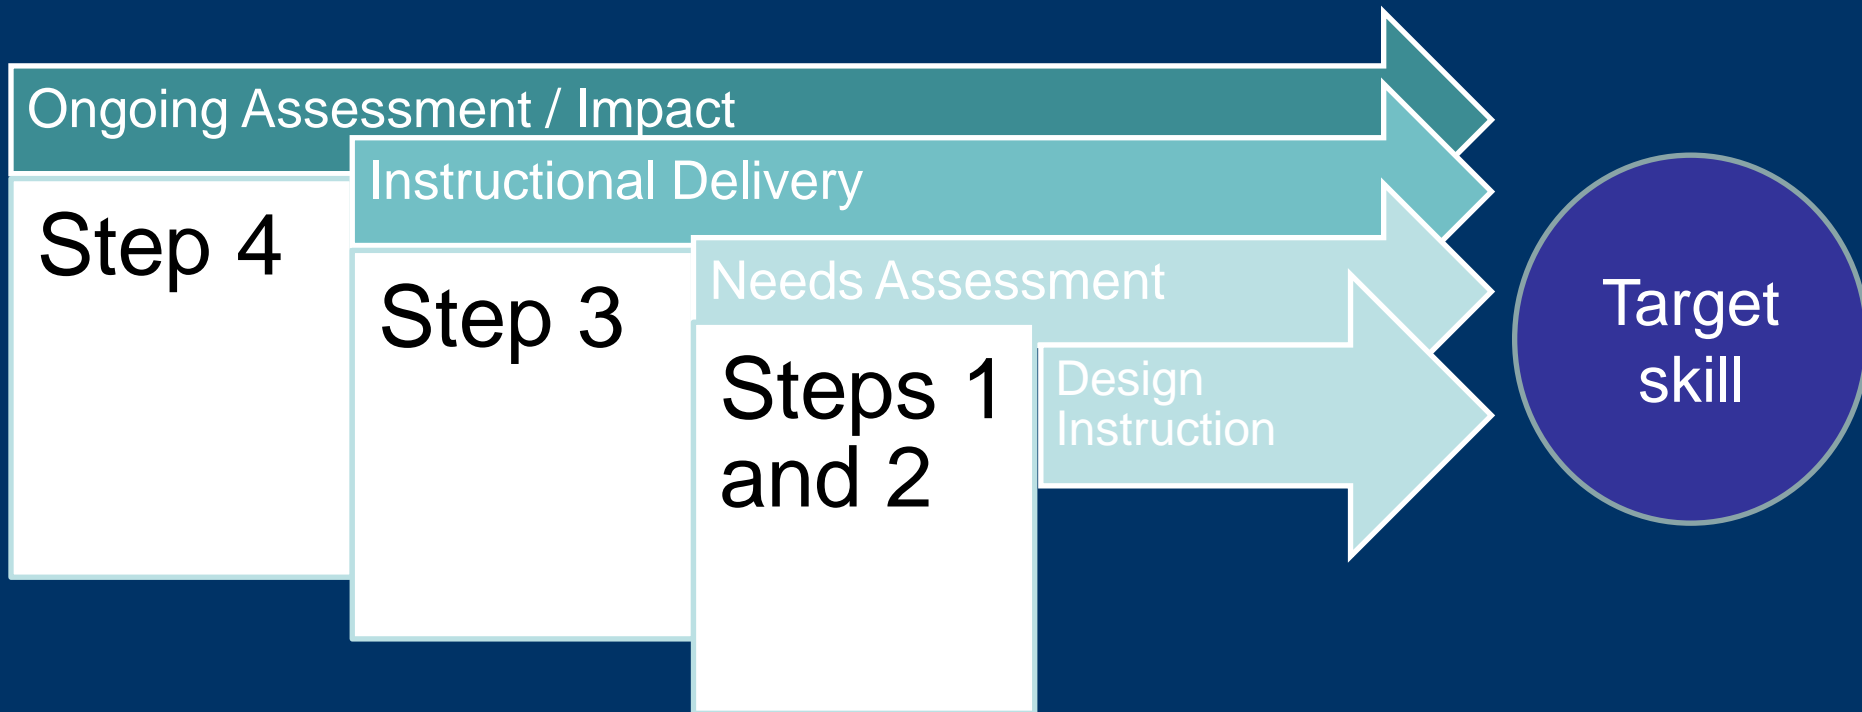 Ongoing Assessment / Impact
Step 4
Instructional Delivery
Step 3
Needs Assessment
Steps 1
and 2
Design
Instruction
Target
skill